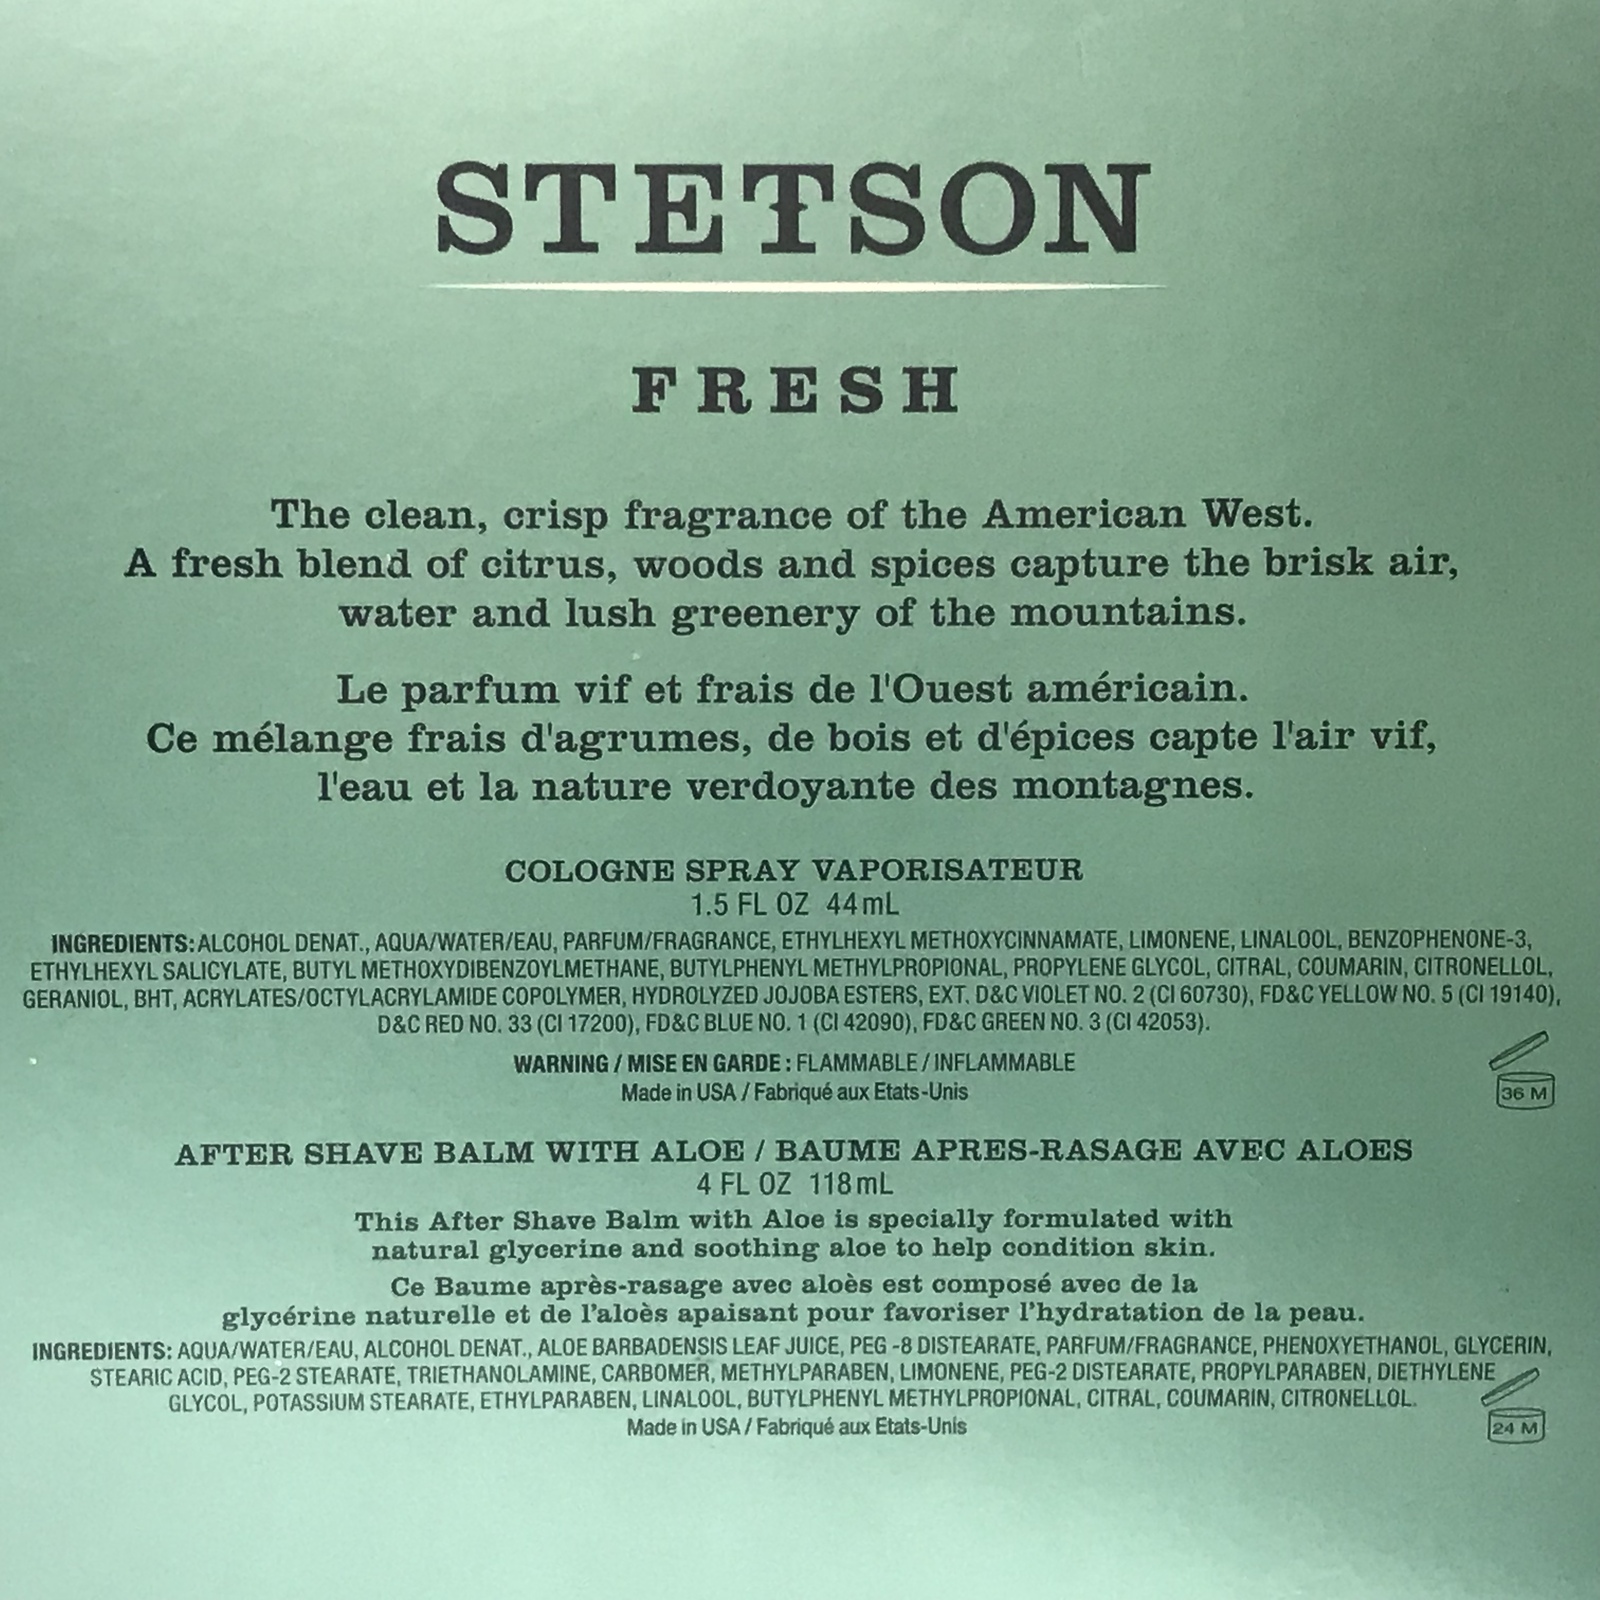 STETSON
FRESH
The clean, crisp fragrance of the American West.
A fresh blend of citrus, woods and spices capture the brisk air,
water and lush greenery of the mountains.
Le parfum vif et frais de l'Ouest américain.
Ce mélange frais d'agrumes, de bois et d'épices capte l'air vif,
l'eau et la nature verdoyante des montagnes.
COLOGNE SPRAY VAPORISATEUR
1.5 FL OZ 44mL
INGREDIENTS: ALCOHOL DENAT., AQUA/WATER/EAU, PARFUM/FRAGRANCE, ETHYLHEXYL METHOXYCINNAMATE, LIMONENE, LINALOOL, BENZOPHENONE-3,
ETHYLHEXYL SALICYLATE, BUTYL METHOXYDIBENZOYLMETHANE, BUTYLPHENYL METHYLPROPIONAL, PROPYLENE GLYCOL, CITRAL, COUMARIN, CITRONELLOL,
GERANIOL, BHT, ACRYLATES/OCTYLACRYLAMIDE COPOLYMER, HYDROLYZED JOJOBA ESTERS, EXT. D&C VIOLET NO. 2 (CI 60730), FD&C YELLOW NO. 5 (CI 19140),
D&C RED NO. 33 (CI 17200), FD&C BLUE NO. 1 (CI 42090), FD&C GREEN NO. 3 (CI 42053).
WARNING / MISE EN GARDE : FLAMMABLE / INFLAMMABLE
Made in USA / Fabriqué aux Etats-Unis
36 M
AFTER SHAVE BALM WITH ALOE / BAUME APRES-RASAGE AVEC ALOES
4 FL OZ 118mL
This After Shave Balm with Aloe is specially formulated with
natural glycerine and soothing aloe to help condition skin.
Ce Baume après-rasage avec aloès est composé avec de la
glycérine naturelle et de l'aloès apaisant pour favoriser l'hydratation de la peau.
INGREDIENTS: AQUA/WATER/EAU, ALCOHOL DENAT., ALOE BARBADENSIS LEAF JUICE, PEG -8 DISTEARATE, PARFUM/FRAGRANCE, PHENOXYETHANOL, GLYCERIN,
STEARIC ACID, PEG-2 STEARATE, TRIETHANOLAMINE, CARBOMER, METHYLPARABEN, LIMONENE, PEG-2 DISTEARATE, PROPYLPARABEN, DIETHYLENE
GLYCOL, POTASSIUM STEARATE, ETHYLPARABEN, LINALOOL, BUTYLPHENYL METHYLPROPIONAL, CITRAL, COUMARIN, CITRONELLOL.
Made in USA / Fabriqué aux Etats-Unis
24 M